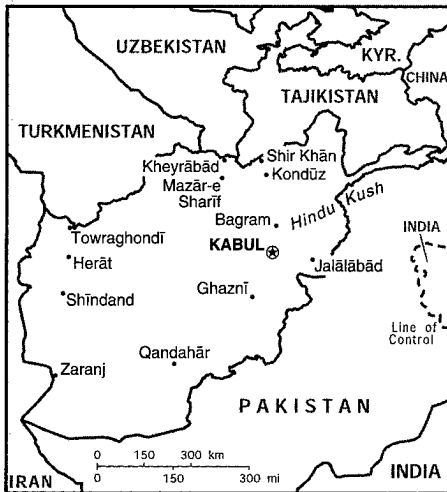 UZBEKISTAN
KYR.
CHINA
TAJIKISTAN
TURKMENISTAN
Kheyrābād
Shir Khān
Mazār-e
Sharīf
Kondūz
Hindu Kush
Bagram
Towraghondī
KABUL
INDIA
Herāt
Jalālābād
Shīndand
Ghaznī
Line of
Control
Qandahār
Zaranj
PAKISTAN
0 150 300 km
0 150 300 mi
IRAN
INDIA